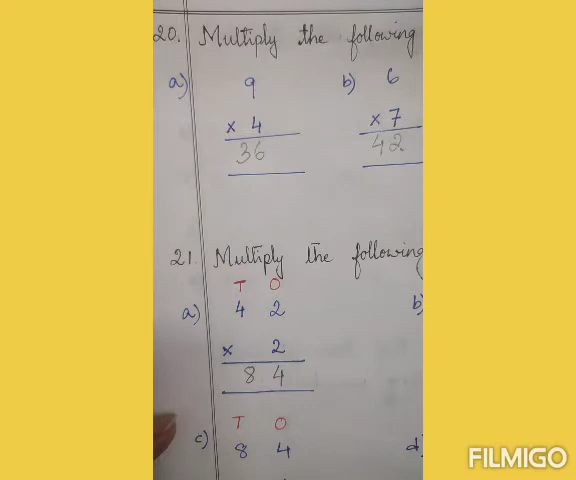 20. Multiply the following
a) 9 b) 6
x 4 x 7
36 42
21. Multiply the following
T O
a) 4 2 b)
x 2
8 4
T O
c) 8 4 d)
FILMIGO